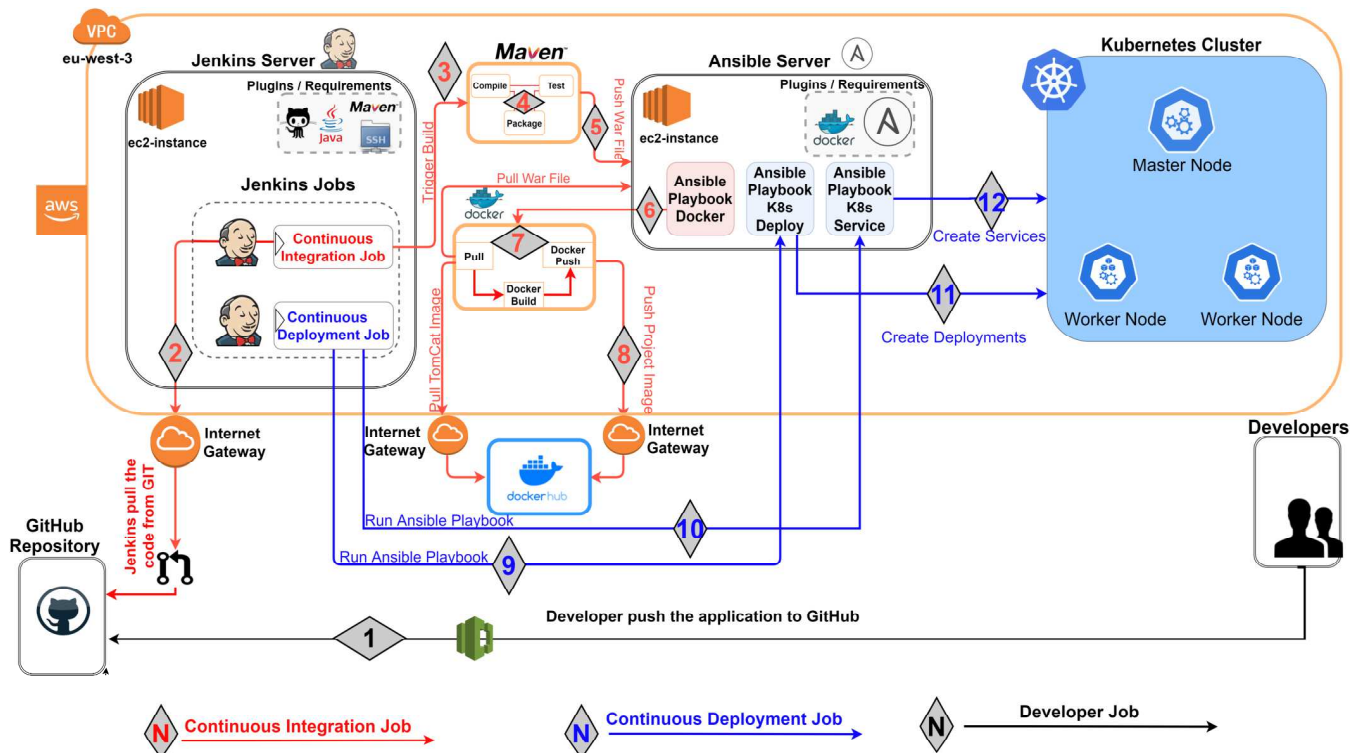 VPC
eu-west-3
Jenkins Server
Plugins / Requirements
Java
Maven
SSH
ec2-instance
Jenkins Jobs
Continuous
Integration Job
Continuous
Deployment Job
aws
2
3
Trigger Build
Maven™
Compile
Test
4
Package
5
Push War File
Pull War File
docker
6
7
Pull
Docker
Push
Docker
Build
Pull TomCat Image
8
Push Project Image
Ansible Server
ec2-instance
Plugins / Requirements
docker
Ansible
Playbook
Docker
Ansible
Playbook
K8s
Deploy
Ansible
Playbook
K8s
Service
12
Create Services
11
Create Deployments
Kubernetes Cluster
Master Node
Worker Node
Worker Node
Internet
Gateway
Internet
Gateway
Internet
Gateway
dockerhub
Run Ansible Playbook
10
Run Ansible Playbook
9
Jenkins pull the
code from GIT
GitHub
Repository
Developers
Developer push the application to GitHub
1
N
Continuous Integration Job
N
Continuous Deployment Job
N
Developer Job